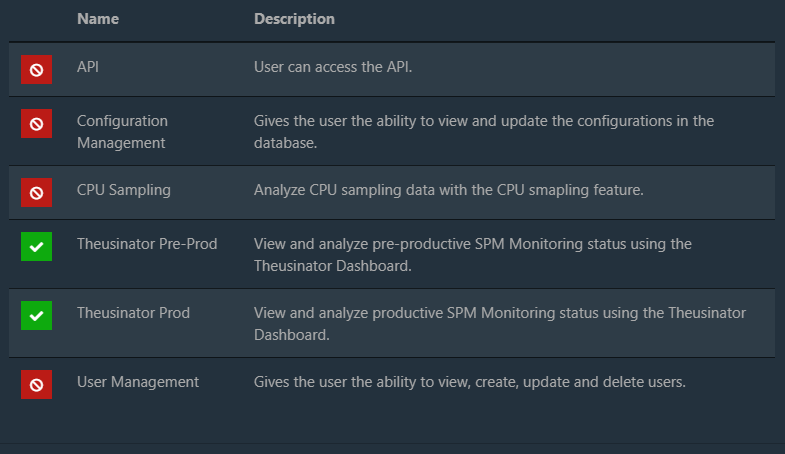 Name Description
API User can access the API.
Configuration Gives the user the ability to view and update the configurations in the
Management database.
CPU Sampling Analyze CPU sampling data with the CPU smapling feature.
Theusinator Pre-Prod View and analyze pre-productive SPM Monitoring status using the
Theusinator Dashboard.
Theusinator Prod View and analyze productive SPM Monitoring status using the Theusinator
Dashboard.
User Management Gives the user the ability to view, create, update and delete users.